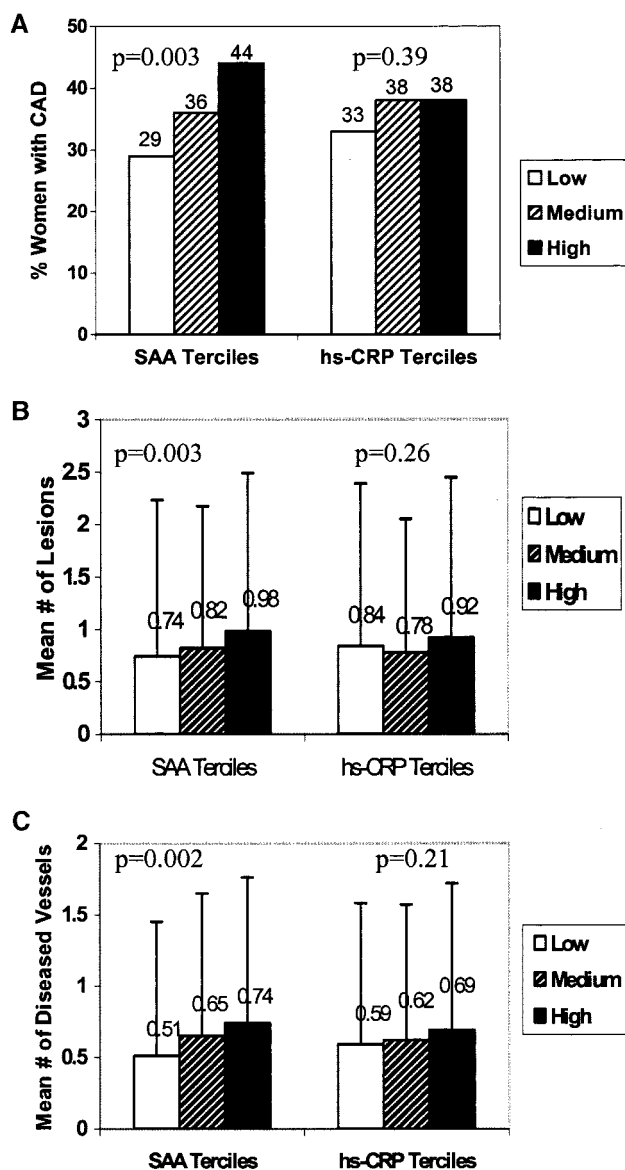 A
50
40
30
20
10
0
% Women with CAD
p=0.003
p=0.39
29
36
44
33
38
38
SAA Terciles
hs-CRP Terciles
Low
Medium
High
B
3
2.5
2
1.5
1
0.5
0
Mean # of Lesions
p=0.003
p=0.26
0.74
0.82
0.98
0.84
0.78
0.92
SAA Terciles
hs-CRP Terciles
Low
Medium
High
C
2
1.5
1
0.5
0
Mean # of Diseased Vessels
p=0.002
p=0.21
0.51
0.65
0.74
0.59
0.62
0.69
SAA Terciles
hs-CRP Terciles
Low
Medium
High